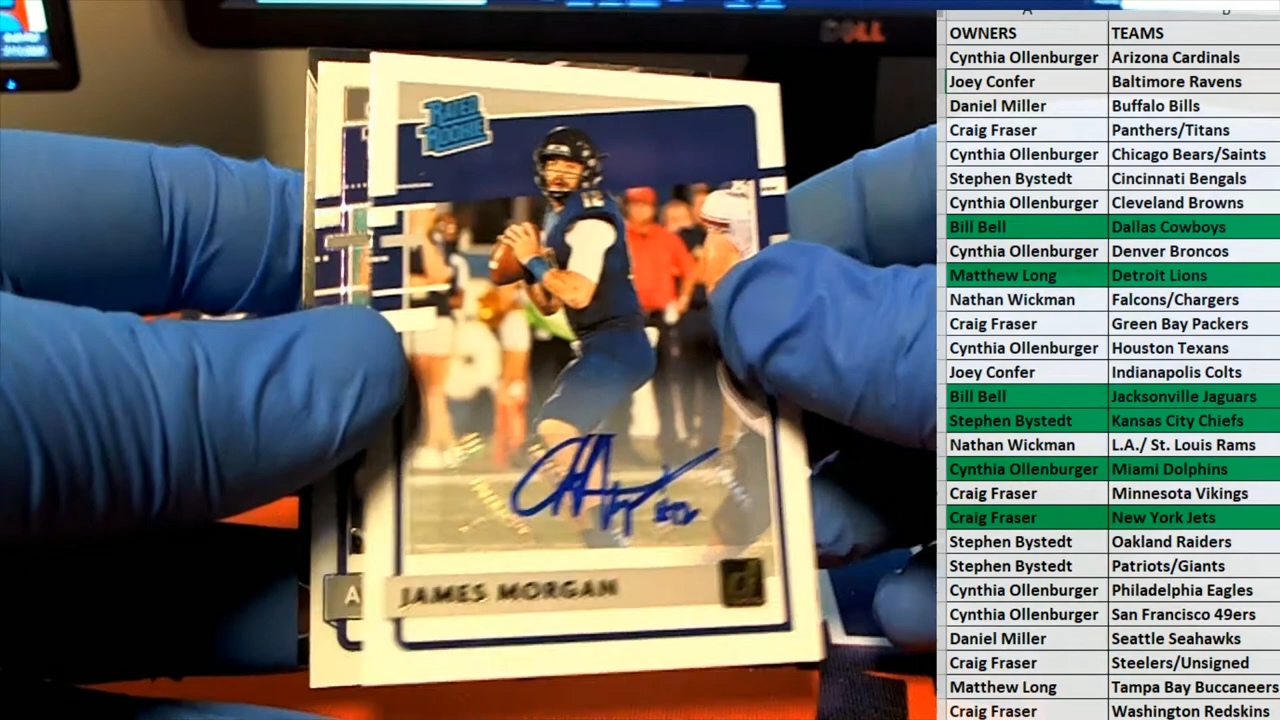 DELL
RATED
ROOKIE
12
JAMES MORGAN
A
OWNERS TEAMS
Cynthia Ollenburger Arizona Cardinals
Joey Confer Baltimore Ravens
Daniel Miller Buffalo Bills
Craig Fraser Panthers/Titans
Cynthia Ollenburger Chicago Bears/Saints
Stephen Bystedt Cincinnati Bengals
Cynthia Ollenburger Cleveland Browns
Bill Bell Dallas Cowboys
Cynthia Ollenburger Denver Broncos
Matthew Long Detroit Lions
Nathan Wickman Falcons/Chargers
Craig Fraser Green Bay Packers
Cynthia Ollenburger Houston Texans
Joey Confer Indianapolis Colts
Bill Bell Jacksonville Jaguars
Stephen Bystedt Kansas City Chiefs
Nathan Wickman L.A./ St. Louis Rams
Cynthia Ollenburger Miami Dolphins
Craig Fraser Minnesota Vikings
Craig Fraser New York Jets
Stephen Bystedt Oakland Raiders
Stephen Bystedt Patriots/Giants
Cynthia Ollenburger Philadelphia Eagles
Cynthia Ollenburger San Francisco 49ers
Daniel Miller Seattle Seahawks
Craig Fraser Steelers/Unsigned
Matthew Long Tampa Bay Buccaneers
Craig Fraser Washington Redskins